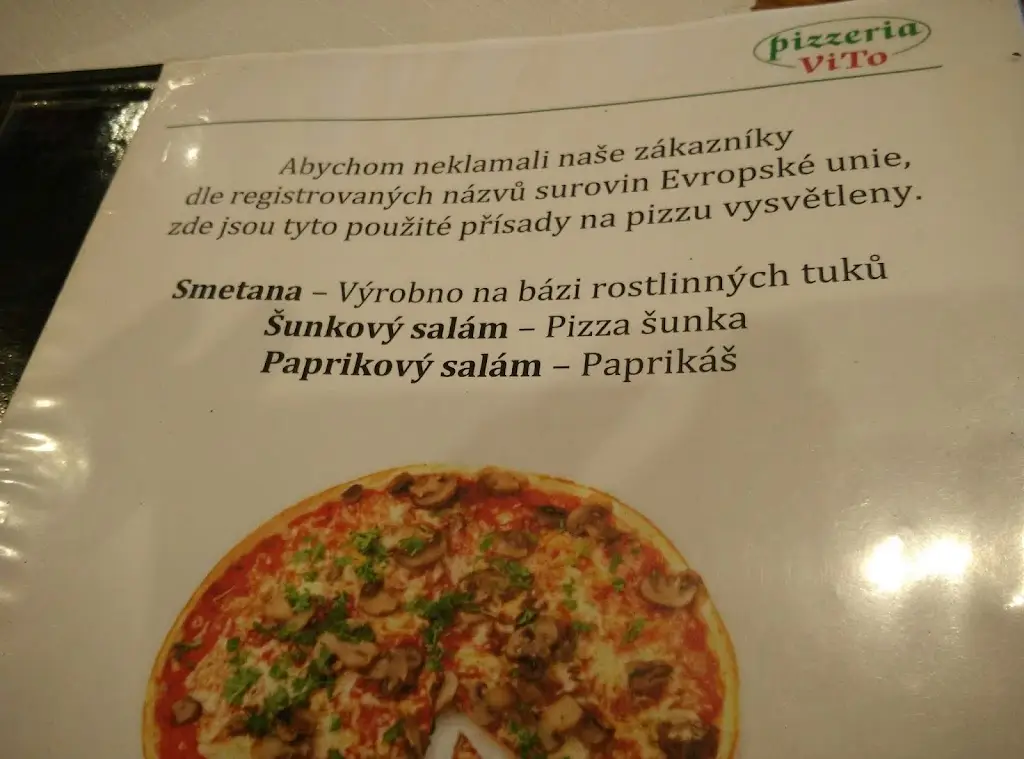 pizzeria
ViTo
Abychom neklamali naše zákazníky
dle registrovaných názvů surovin Evropské unie,
zde jsou tyto použité přísady na pizzu vysvětleny.
Smetana – Výrobno na bázi rostlinných tuků
Šunkový salám – Pizza šunka
Paprikový salám – Paprikáš